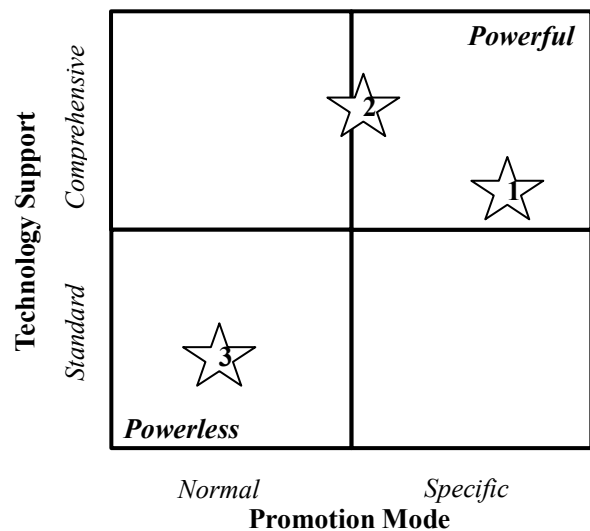 Powerful
Comprehensive
2
1
Technology Support
Standard
3
Powerless
Normal
Specific
Promotion Mode